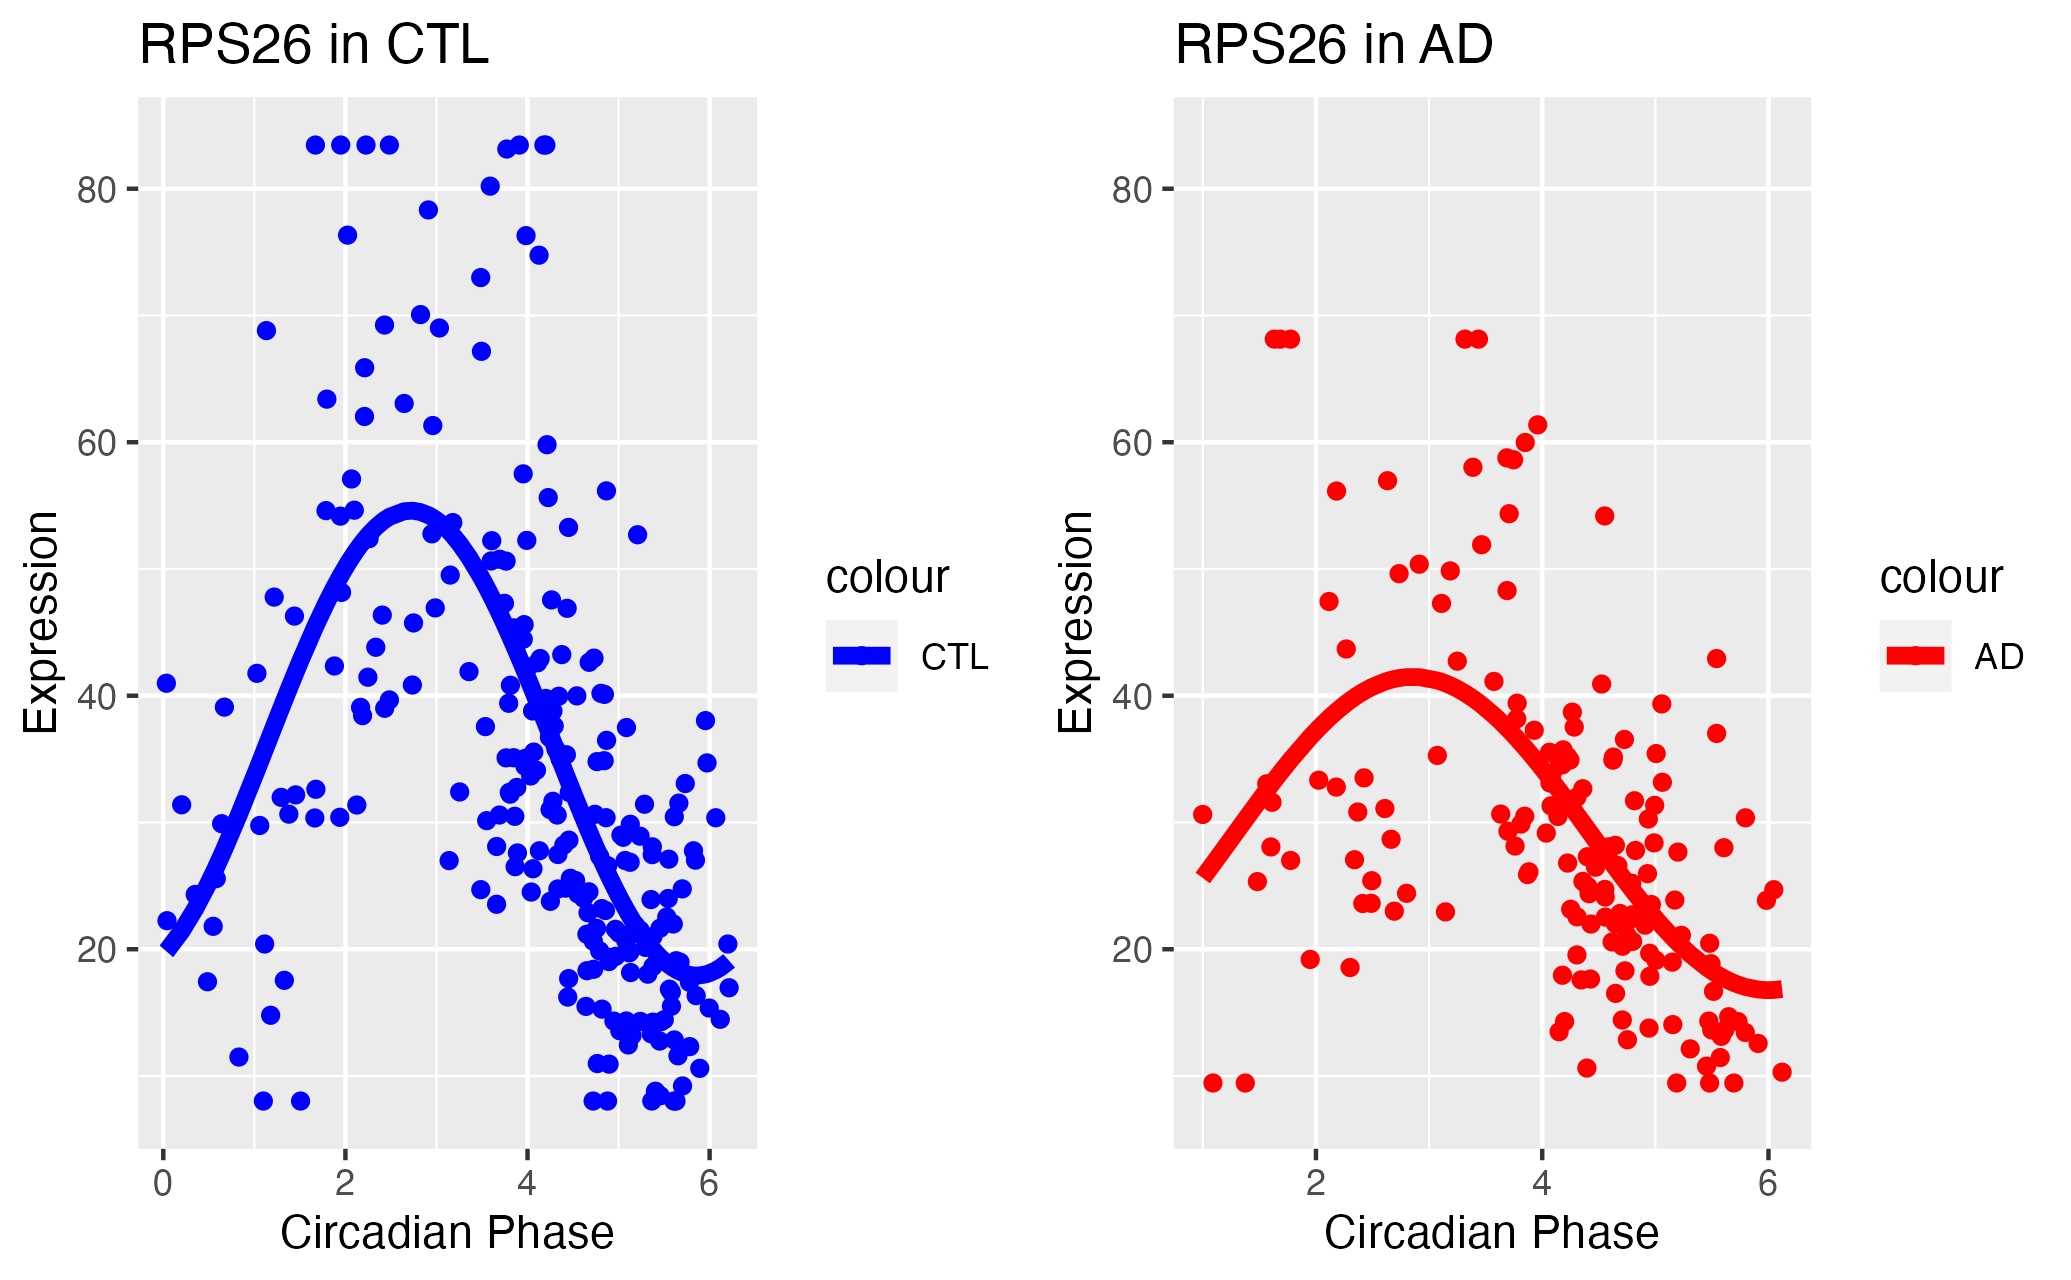 RPS26 in CTL
80
60
40
20
Expression
0 2 4 6
Circadian Phase
colour
CTL
RPS26 in AD
80
60
40
20
Expression
2 4 6
Circadian Phase
colour
AD